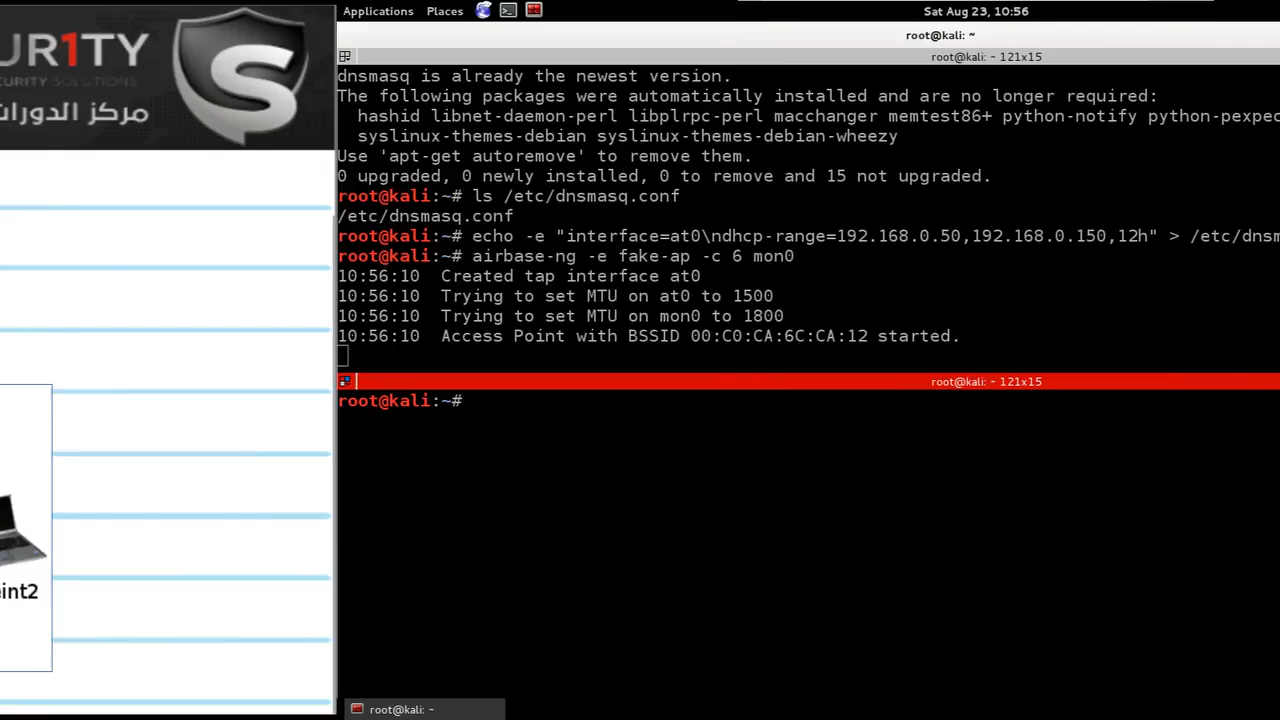 UR1TY
CURITY SOLUTIONS
مركز الدورات
eint2
Applications Places
Sat Aug 23, 10:56
root@kali: ~
root@kali: ~ 121x15
dnsmasq is already the newest version.
The following packages were automatically installed and are no longer required:
hashid libnet-daemon-perl libplrpc-perl macchanger memtest86+ python-notify python-pexpec
syslinux-themes-debian syslinux-themes-debian-wheezy
Use 'apt-get autoremove' to remove them.
0 upgraded, 0 newly installed, 0 to remove and 15 not upgraded.
root@kali:~# ls /etc/dnsmasq.conf
/etc/dnsmasq.conf
root@kali:~# echo -e "interface=at0\ndhcp-range=192.168.0.50,192.168.0.150,12h" > /etc/dnsm
root@kali:~# airbase-ng -e fake-ap -c 6 mon0
10:56:10 Created tap interface at0
10:56:10 Trying to set MTU on at0 to 1500
10:56:10 Trying to set MTU on mon0 to 1800
10:56:10 Access Point with BSSID 00:C0:CA:6C:CA:12 started.
root@kali: ~ 121x15
root@kali:~#
root@kali: ~